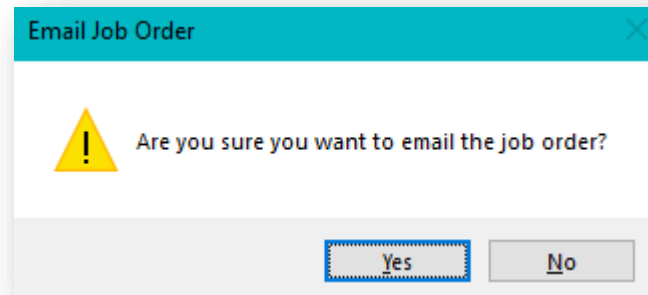 Email Job Order
Are you sure you want to email the job order?
Yes
No